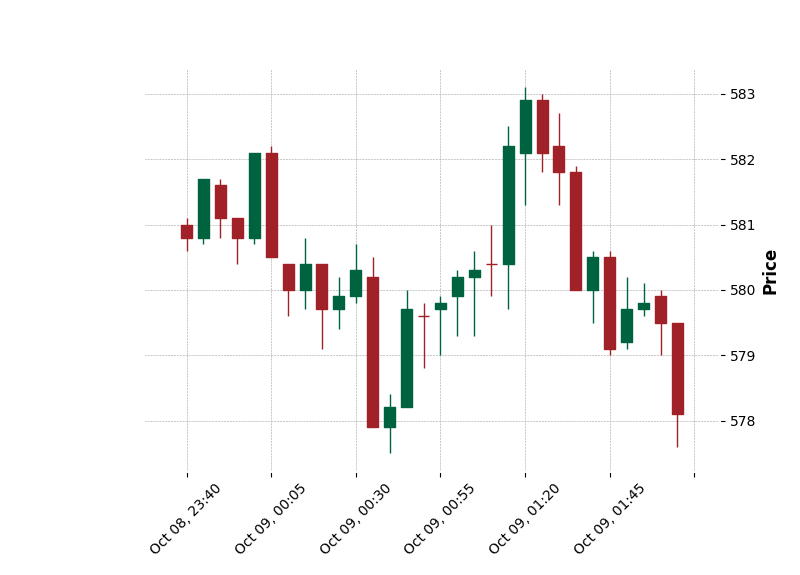 583
582
581
580
579
578
Price
Oct 08, 23:40
Oct 09, 00:05
Oct 09, 00:30
Oct 09, 00:55
Oct 09, 01:20
Oct 09, 01:45